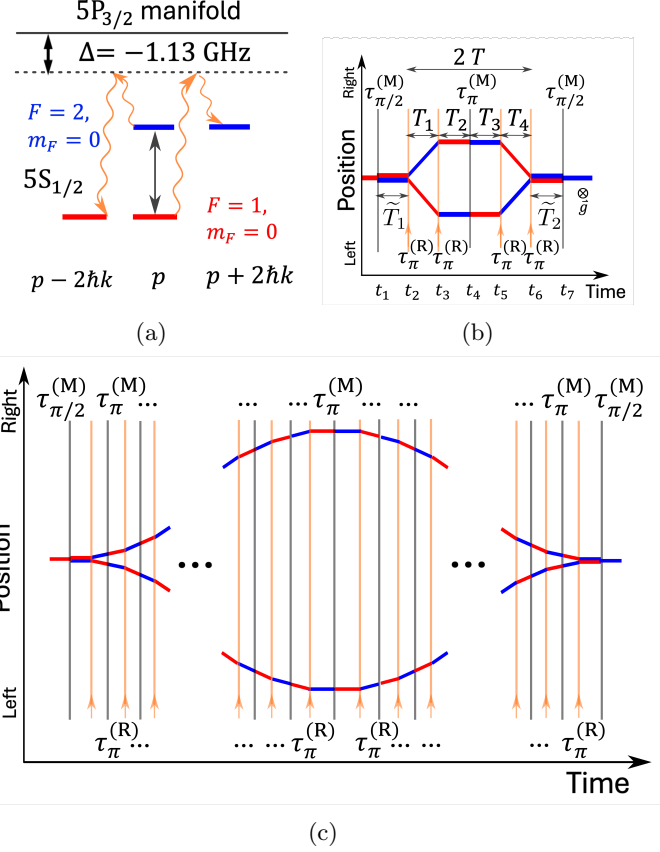 5P3/2 manifold
Δ= −1.13 GHz
F = 2,
mF = 0
5S1/2
F = 1,
mF = 0
p − 2ħk p p + 2ħk
(a)
2 T
τπ/2(M) τπ(M) τπ/2(M)
Right
T1 T2 T3 T4
Position
T̃1 T̃2
⊗
g⃗
Left
τπ(R) τπ(R) τπ(R) τπ(R)
t1 t2 t3 t4 t5 t6 t7 Time
(b)
τπ/2(M) τπ(M) ... ... ... τπ(M) ... ... ... τπ(M) τπ/2(M)
Right
Position
... ...
Left
τπ(R) ... ... ... τπ(R) τπ(R) ... ... ... τπ(R)
Time
(c)